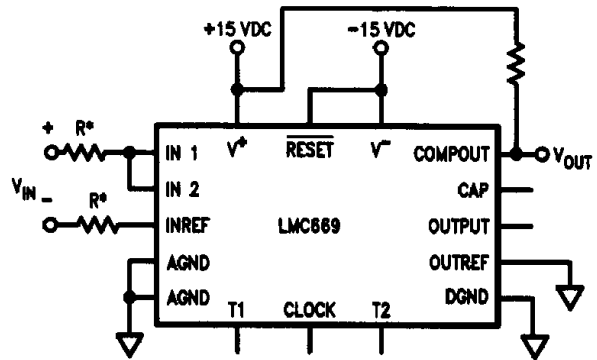 +15 VDC
-15 VDC
V+
RESET
V-
+
R*
IN 1
IN 2
VIN
-
R*
INREF
AGND
AGND
LMC669
COMPOUT
VOUT
CAP
OUTPUT
OUTREF
DGND
T1
CLOCK
T2